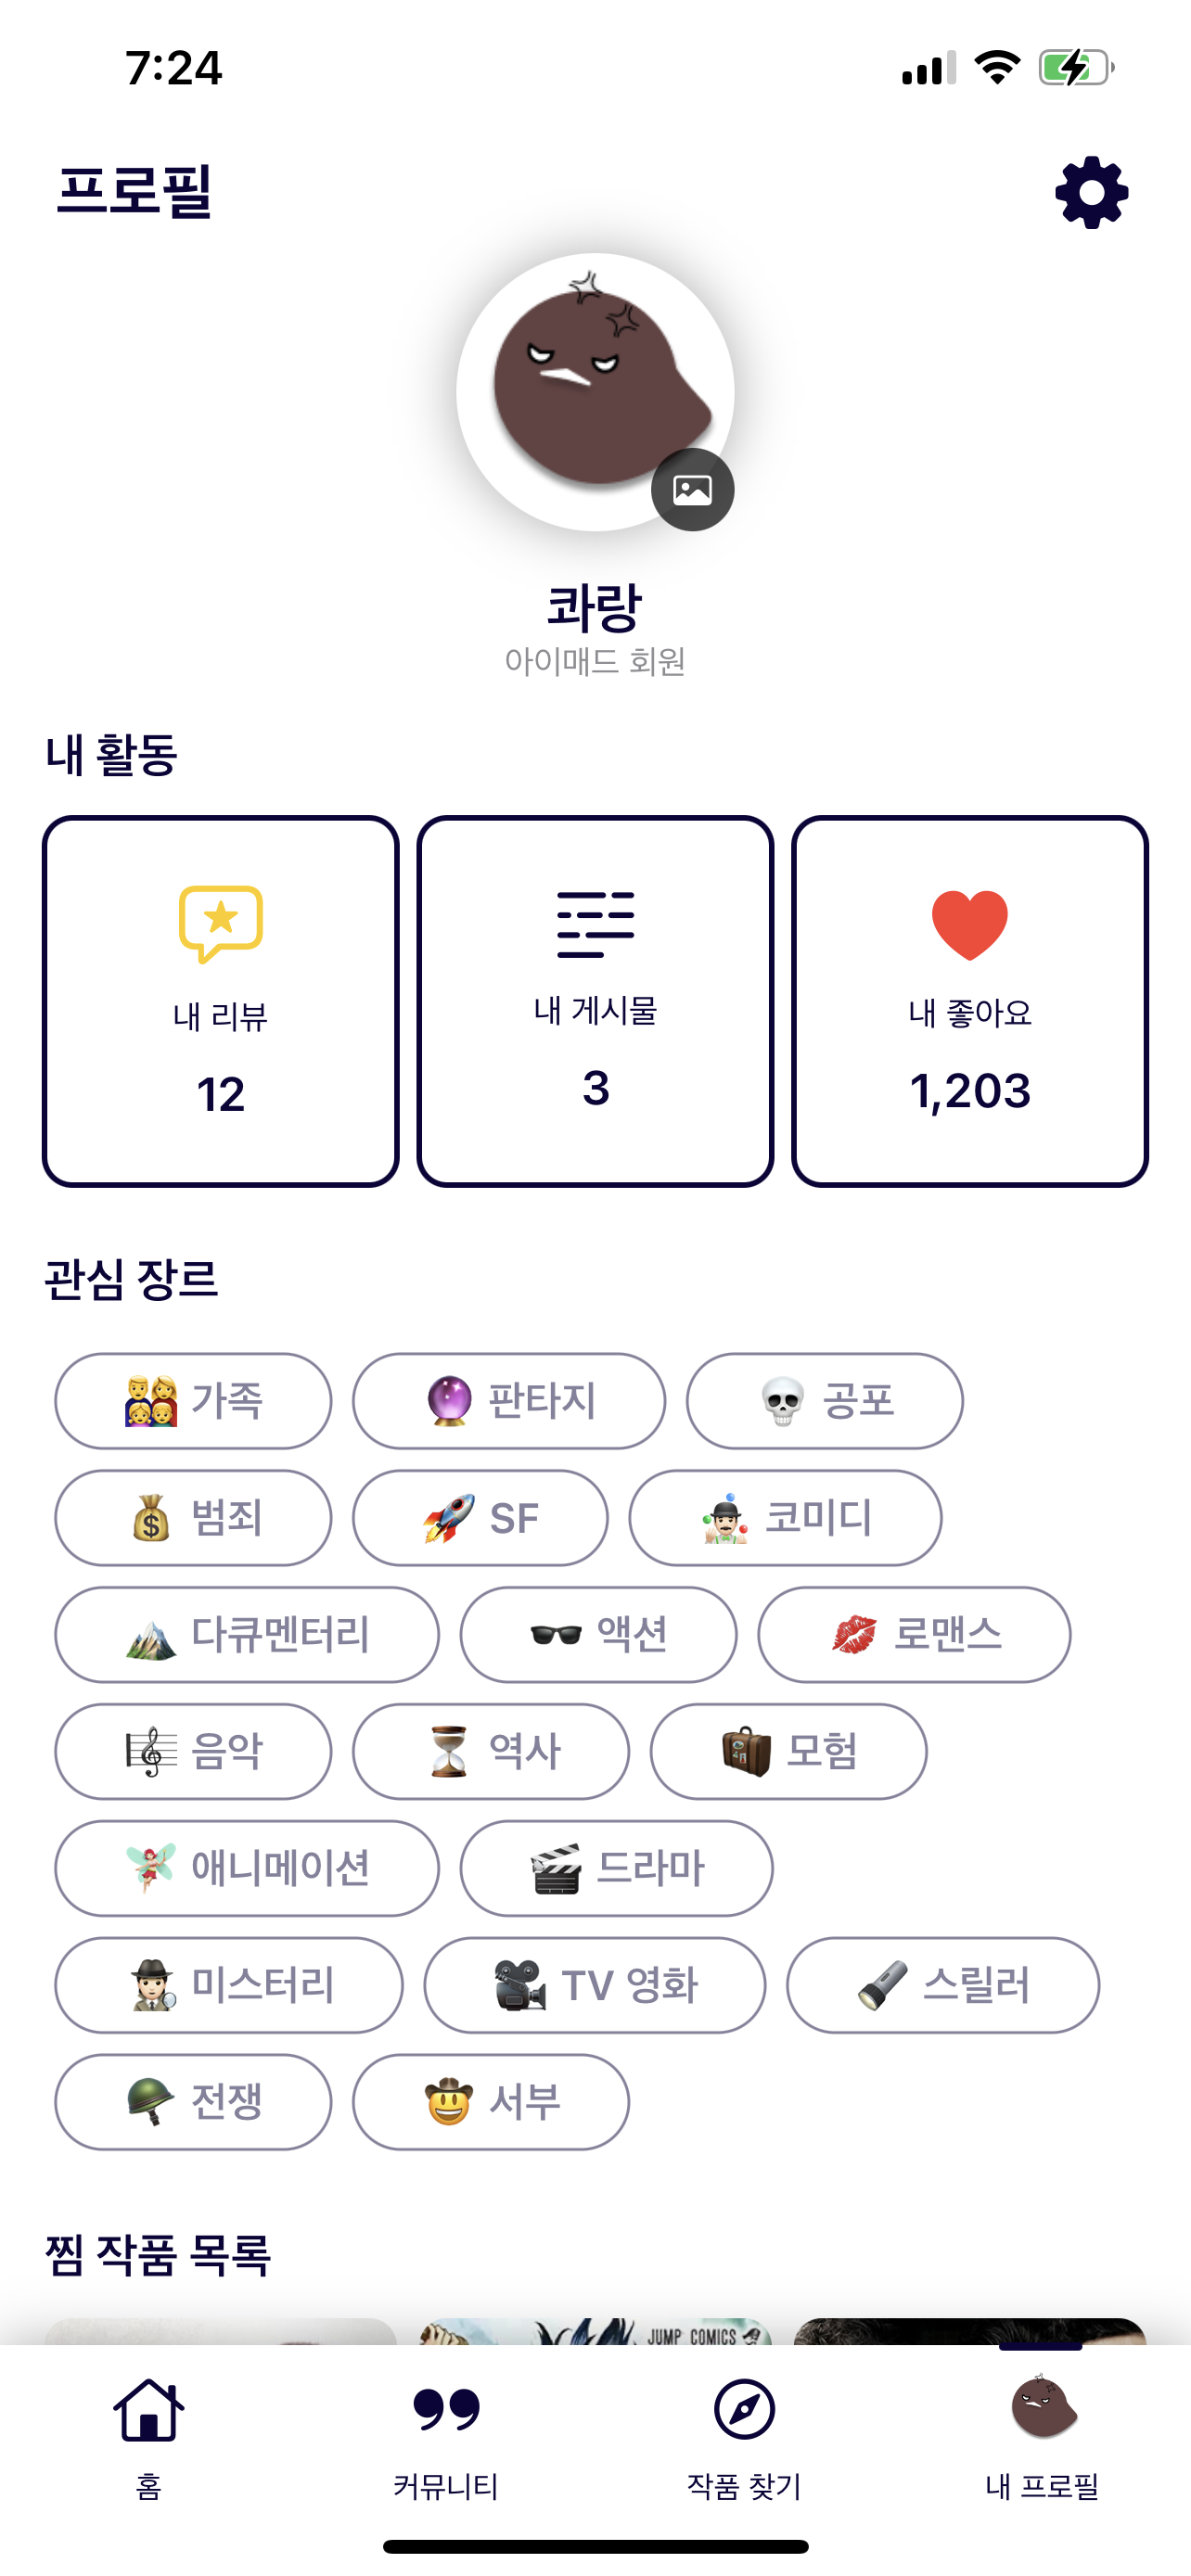 7:24
프로필
콰랑
아이매드 회원
내 활동
내 리뷰
내 게시물
내 좋아요
12
3
1,203
관심 장르
가족
판타지
공포
범죄
SF
코미디
다큐멘터리
액션
로맨스
음악
역사
모험
애니메이션
드라마
미스터리
TV 영화
스릴러
전쟁
서부
찜 작품 목록
JUMP COMICS
홈
커뮤니티
작품 찾기
내 프로필